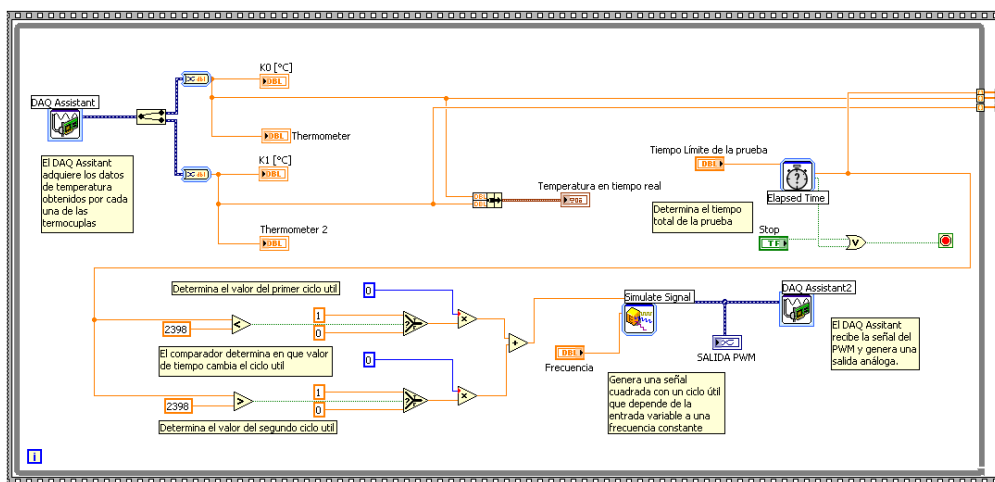 K0 [°C]
DBL
DAQ Assistant
DBL
Thermometer
El DAQ Assitant
adquiere los datos
de temperatura
obtenidos por cada
una de las
termocuplas
K1 [°C]
DBL
Thermometer 2
DBL
DBL
DBL
Temperatura en tiempo real
Tiempo Límite de la prueba
DBL
Elapsed Time
Determina el tiempo
total de la prueba
Stop
TF
V
Determina el valor del primer ciclo util
0
2398
<
1
0
?
x
El comparador determina en que valor
de tiempo cambia el ciclo util
0
+
2398
>
1
0
?
x
Determina el valor del segundo ciclo util
Simulate Signal
DBL
Frecuencia
SALIDA PWM
DAQ Assistant2
El DAQ Assitant
recibe la señal del
PWM y genera una
salida análoga.
Genera una señal
cuadrada con un ciclo útil
que depende de la
entrada variable a una
frecuencia constante
i